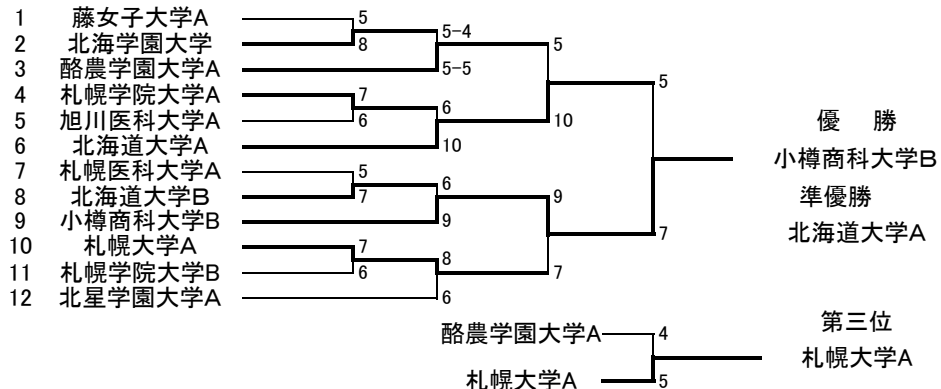 1 藤女子大学A 5
2 北海学園大学 8 5-4
3 酪農学園大学A 5-5 5
4 札幌学院大学A 7
5 旭川医科大学A 6 6 10 5
6 北海道大学A 10
7 札幌医科大学A 5
8 北海道大学B 7 6
9 小樽商科大学B 9 9
10 札幌大学A 7
11 札幌学院大学B 6 8 7 7
12 北星学園大学A 6
優 勝
小樽商科大学B
準優勝
北海道大学A
酪農学園大学A 4
札幌大学A 5
第三位
札幌大学A